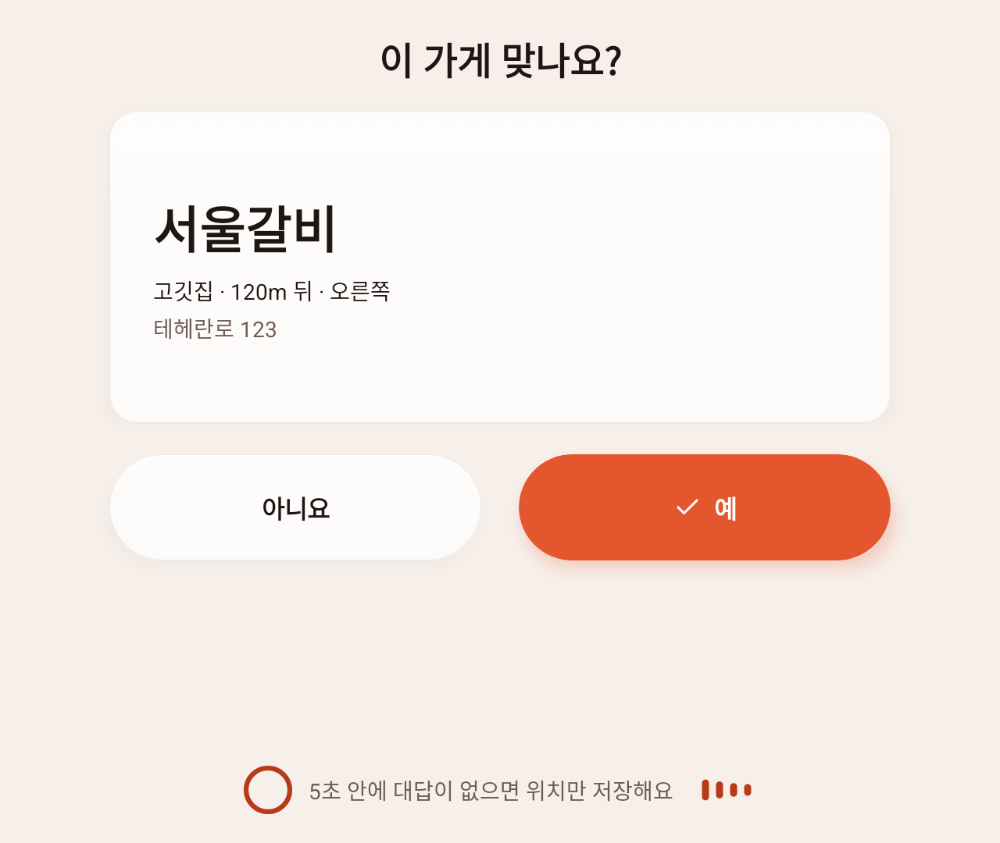 이 가게 맞나요?
서울갈비
고깃집 · 120m 뒤 · 오른쪽
테헤란로 123
아니요
예
5초 안에 대답이 없으면 위치만 저장해요